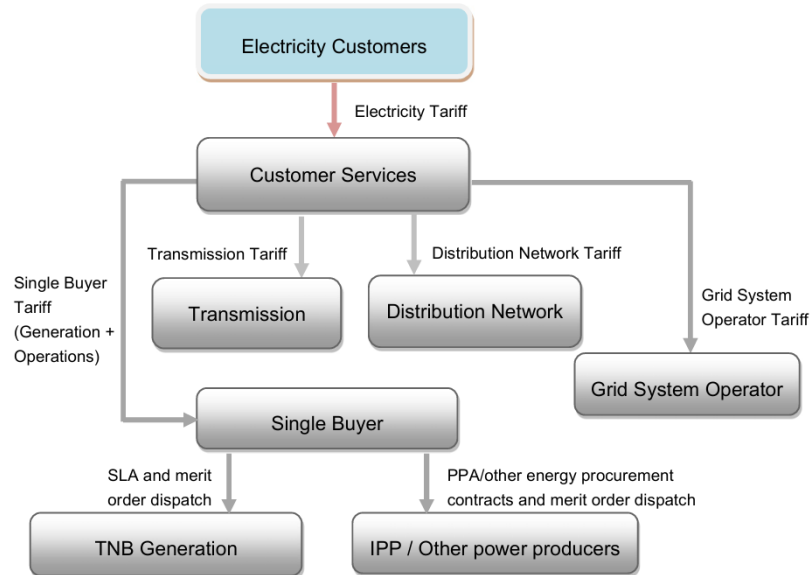 Electricity Customers
Electricity Tariff
Customer Services
Transmission Tariff
Distribution Network Tariff
Single Buyer
Tariff
(Generation +
Operations)
Transmission
Distribution Network
Grid System
Operator Tariff
Grid System Operator
Single Buyer
SLA and merit
order dispatch
PPA/other energy procurement
contracts and merit order dispatch
TNB Generation
IPP / Other power producers